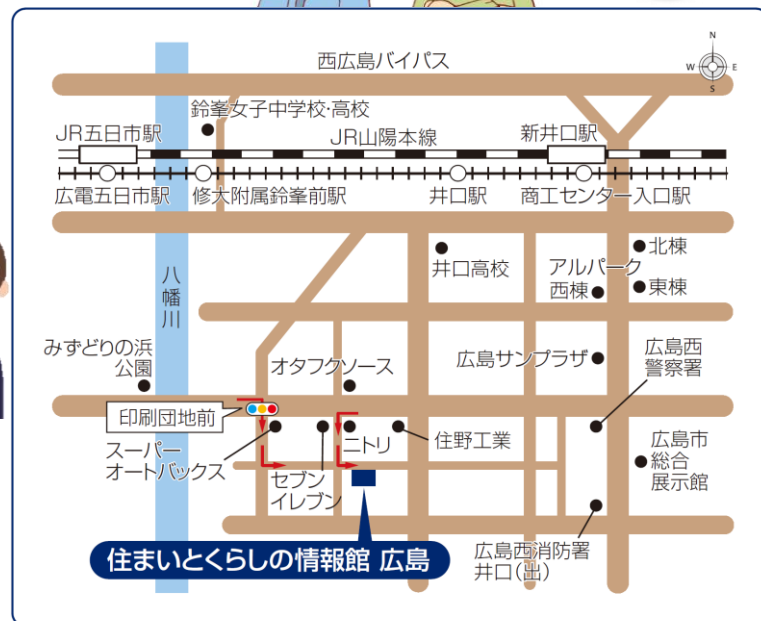 N
W
E
S
西広島バイパス
鈴峯女子中学校・高校
JR五日市駅
JR山陽本線
新井口駅
広電五日市駅
修大附属鈴峯前駅
井口駅
商工センター入口駅
八幡川
井口高校
アルパーク
北棟
西棟
東棟
みずどりの浜
公園
オタフクソース
広島サンプラザ
広島西
警察署
印刷団地前
スーパー
オートバックス
セブン
イレブン
ニトリ
住野工業
広島市
総合
展示館
住まいとくらしの情報館 広島
広島西消防署
井口(出)